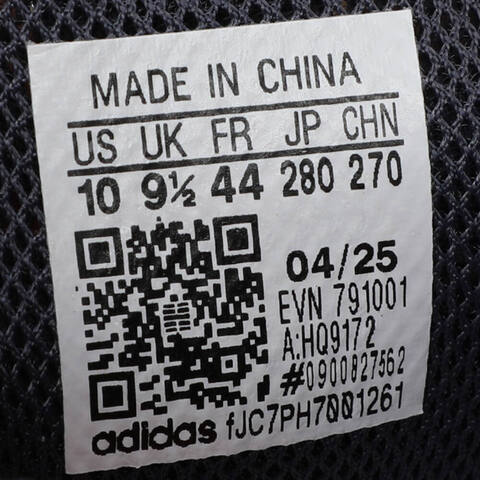 MADE IN CHINA
US UK FR JP CHN
10 9½ 44 280 270
04/25
EVN 791001
A:HQ9172
#0900827562
adidas fJC7PH7001261